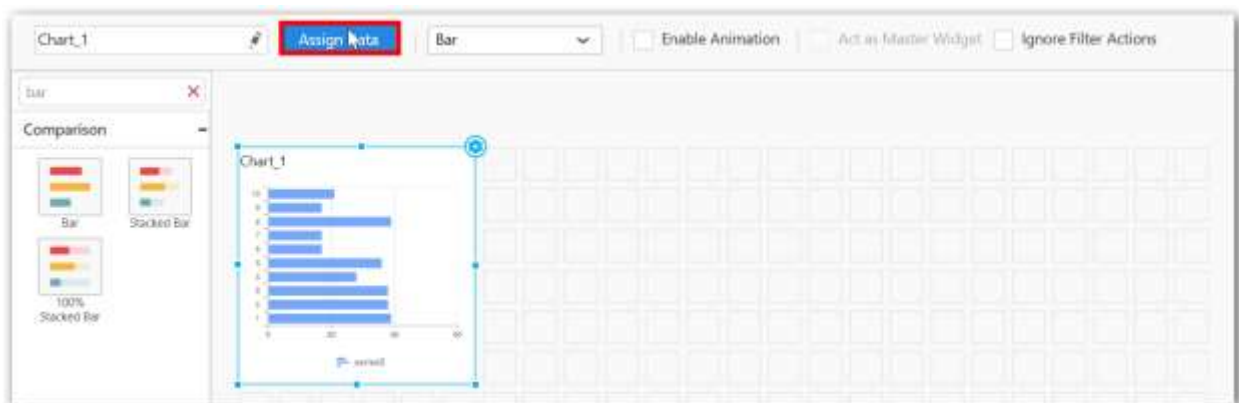 Chart_1
Assign Data
Bar
Enable Animation
Act as Master Widget
Ignore Filter Actions
bar
Comparison
Bar
Stacked Bar
100%
Stacked Bar
Chart_1
10